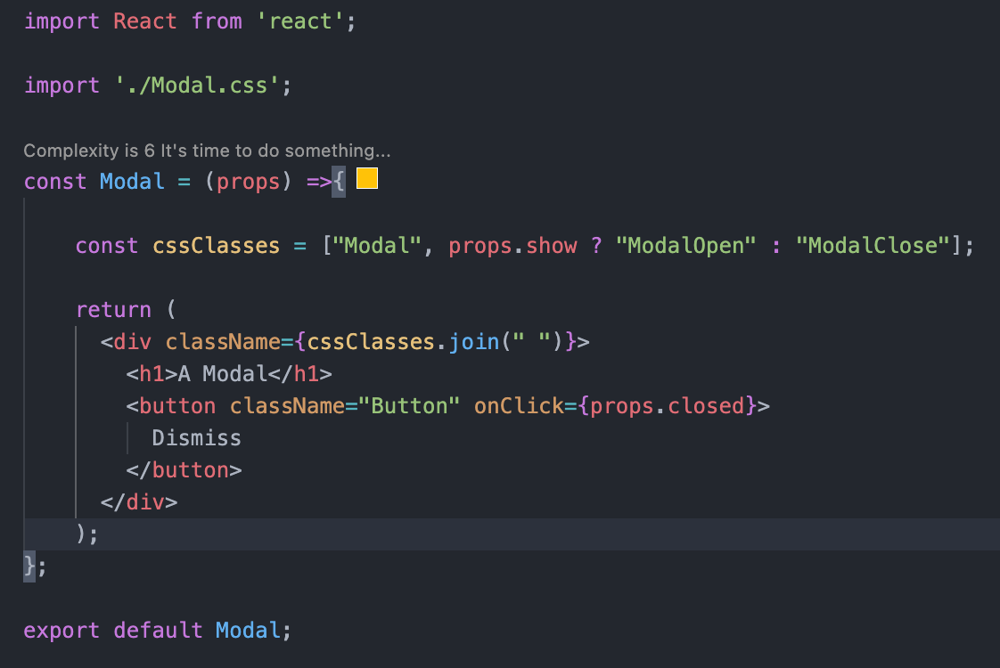 import React from 'react';
import './Modal.css';
Complexity is 6 It's time to do something...
const Modal = (props) =>{
const cssClasses = ["Modal", props.show ? "ModalOpen" : "ModalClose"];
return (
<div className={cssClasses.join(" ")}>
<h1>A Modal</h1>
<button className="Button" onClick={props.closed}>
Dismiss
</button>
</div>
);
};
export default Modal;